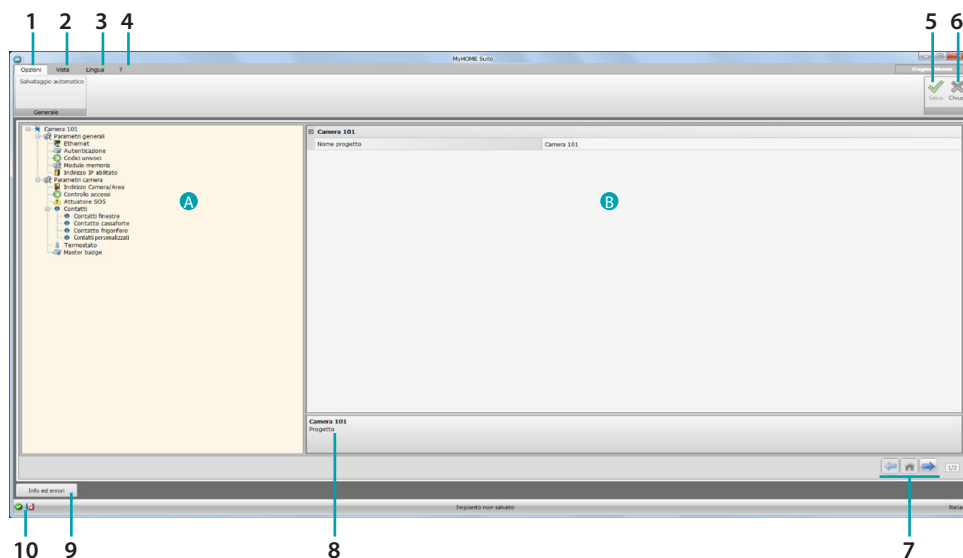 1 2 3 4 5 6
MyHOME Suite
Opzioni Vista Lingua ?
Salvataggio automatico
Generale
Salva Chiudi
Camera 101
Parametri generali
Ethernet
Autenticazione
Codici univoci
Modulo memoria
Indirizzo IP abilitato
Parametri camera
Indirizzo Camera/Area
Controllo accessi
Attuatore SOS
Contatti
Contatti finestre
Contatto cassaforte
Contatto frigorifero
Contatti personalizzati
Termostato
Master badge
A
Camera 101
Nome progetto Camera 101
B
Camera 101
Progetto
1/2
Info ed errori
Impianto non salvato Italia
10 9 8 7